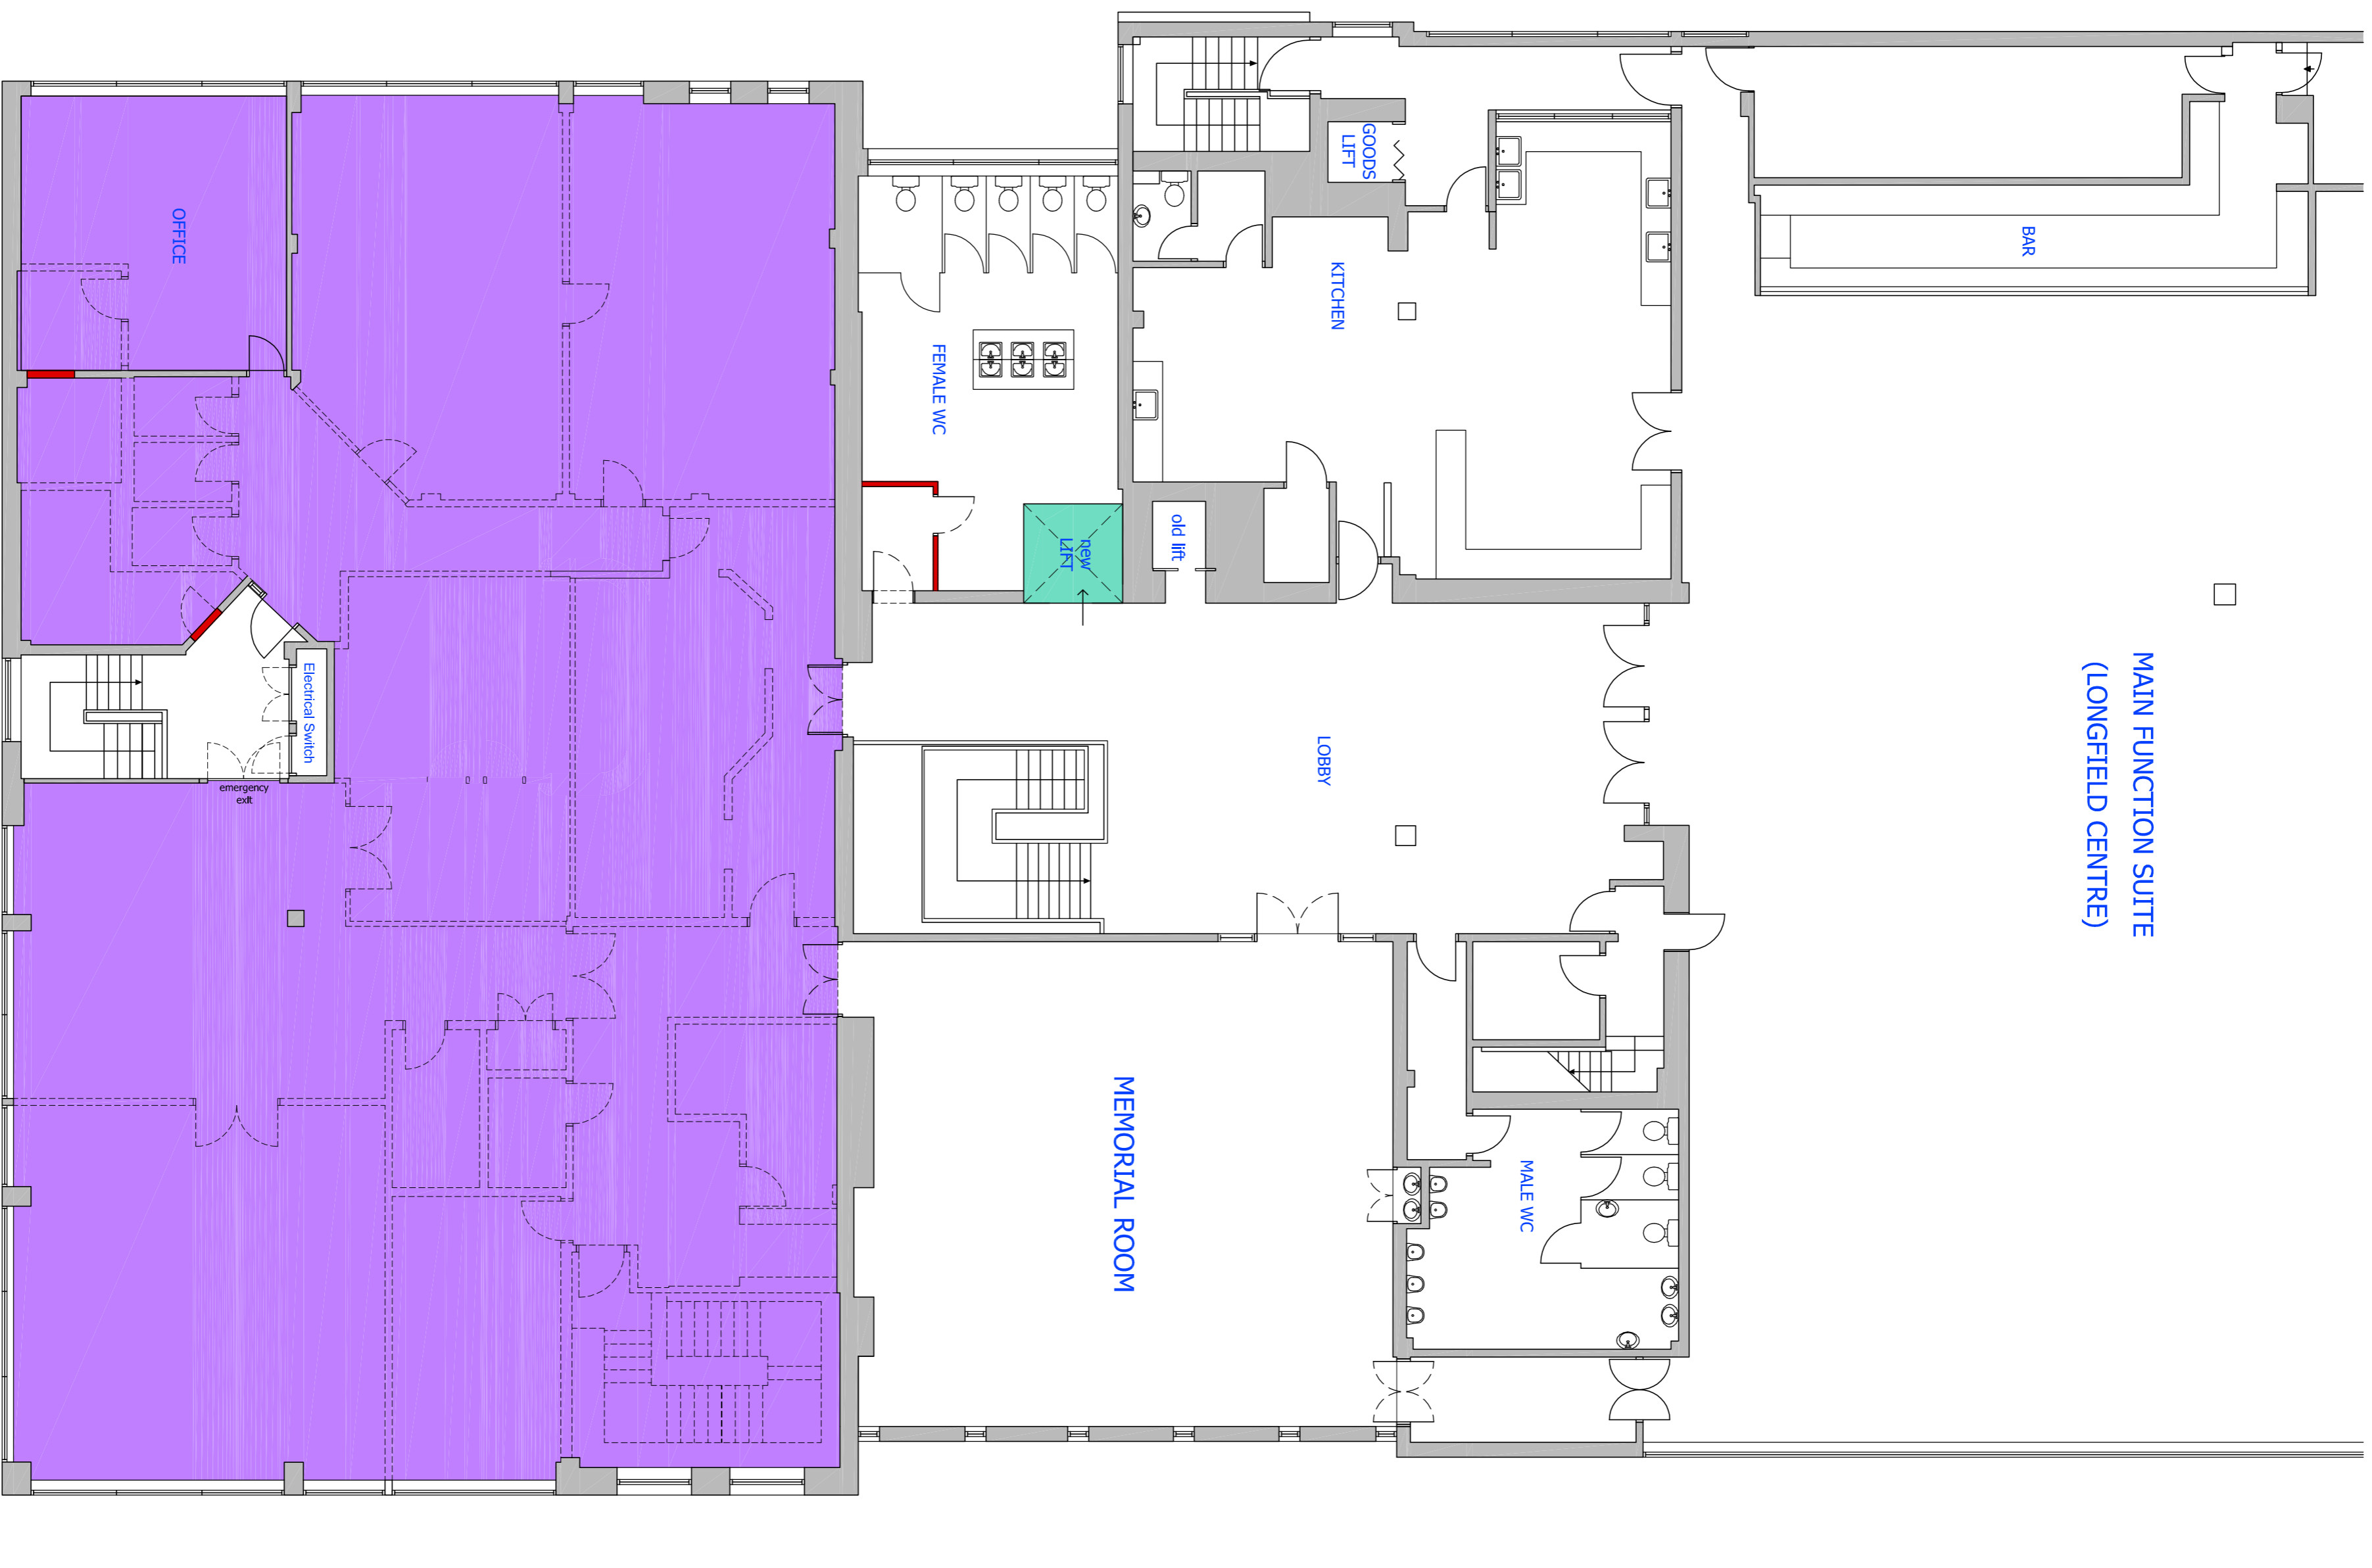 OFFICE
FEMALE WC
GOODS
LIFT
KITCHEN
BAR
new
LIFT
old lift
Electrical Switch
emergency
exit
LOBBY
MAIN FUNCTION SUITE
(LONGFIELD CENTRE)
MEMORIAL ROOM
MALE WC